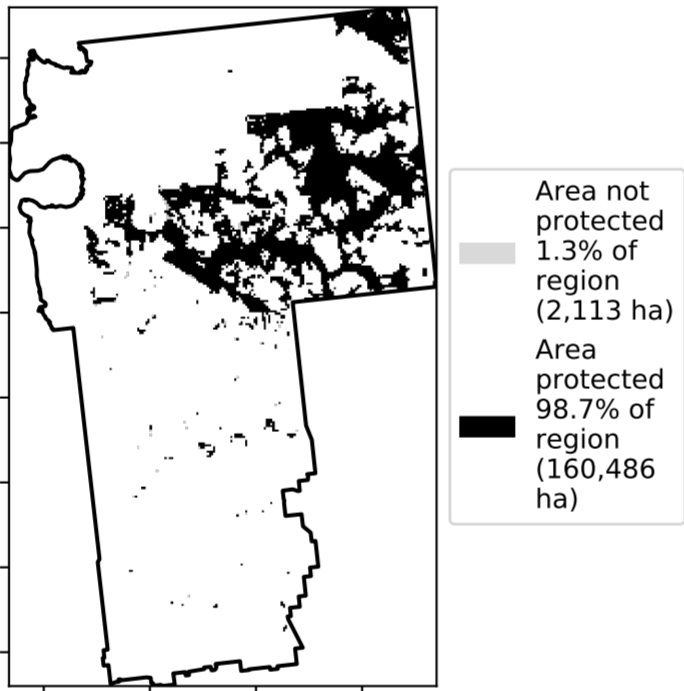 Area not
protected
1.3% of
region
(2,113 ha)
Area
protected
98.7% of
region
(160,486
ha)